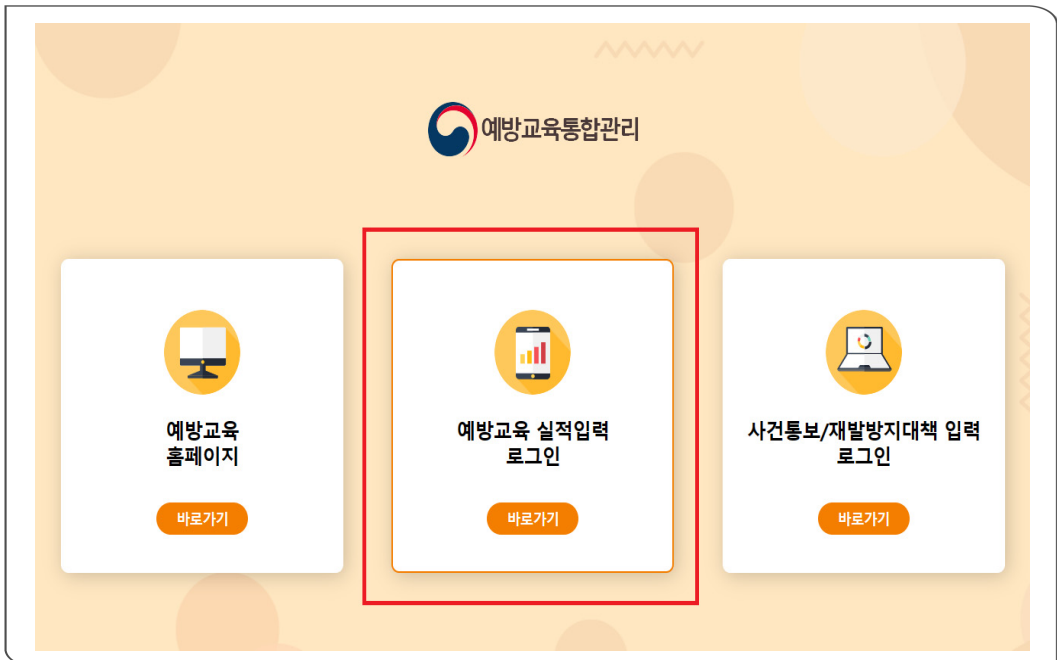 예방교육통합관리
예방교육
홈페이지
바로가기
예방교육 실적입력
로그인
바로가기
사건통보/재발방지대책 입력
로그인
바로가기